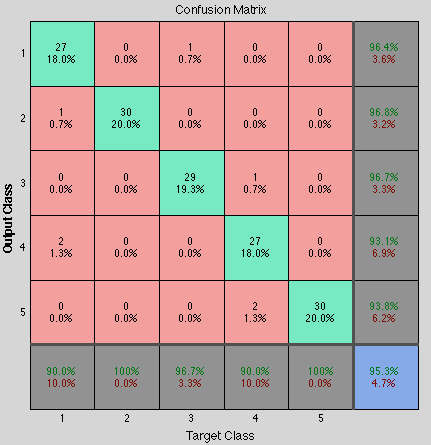 Confusion Matrix
27 0 1 0 0 96.4%
1
18.0% 0.0% 0.7% 0.0% 0.0% 3.6%
1 30 0 0 0 96.8%
2
0.7% 20.0% 0.0% 0.0% 0.0% 3.2%
0 0 29 1 0 96.7%
3
0.0% 0.0% 19.3% 0.7% 0.0% 3.3%
2 0 0 27 0 93.1%
4
1.3% 0.0% 0.0% 18.0% 0.0% 6.9%
0 0 0 2 30 93.8%
5
0.0% 0.0% 0.0% 1.3% 20.0% 6.2%
90.0% 100% 96.7% 90.0% 100% 95.3%
10.0% 0.0% 3.3% 10.0% 0.0% 4.7%
1 2 3 4 5
Target Class
Output Class